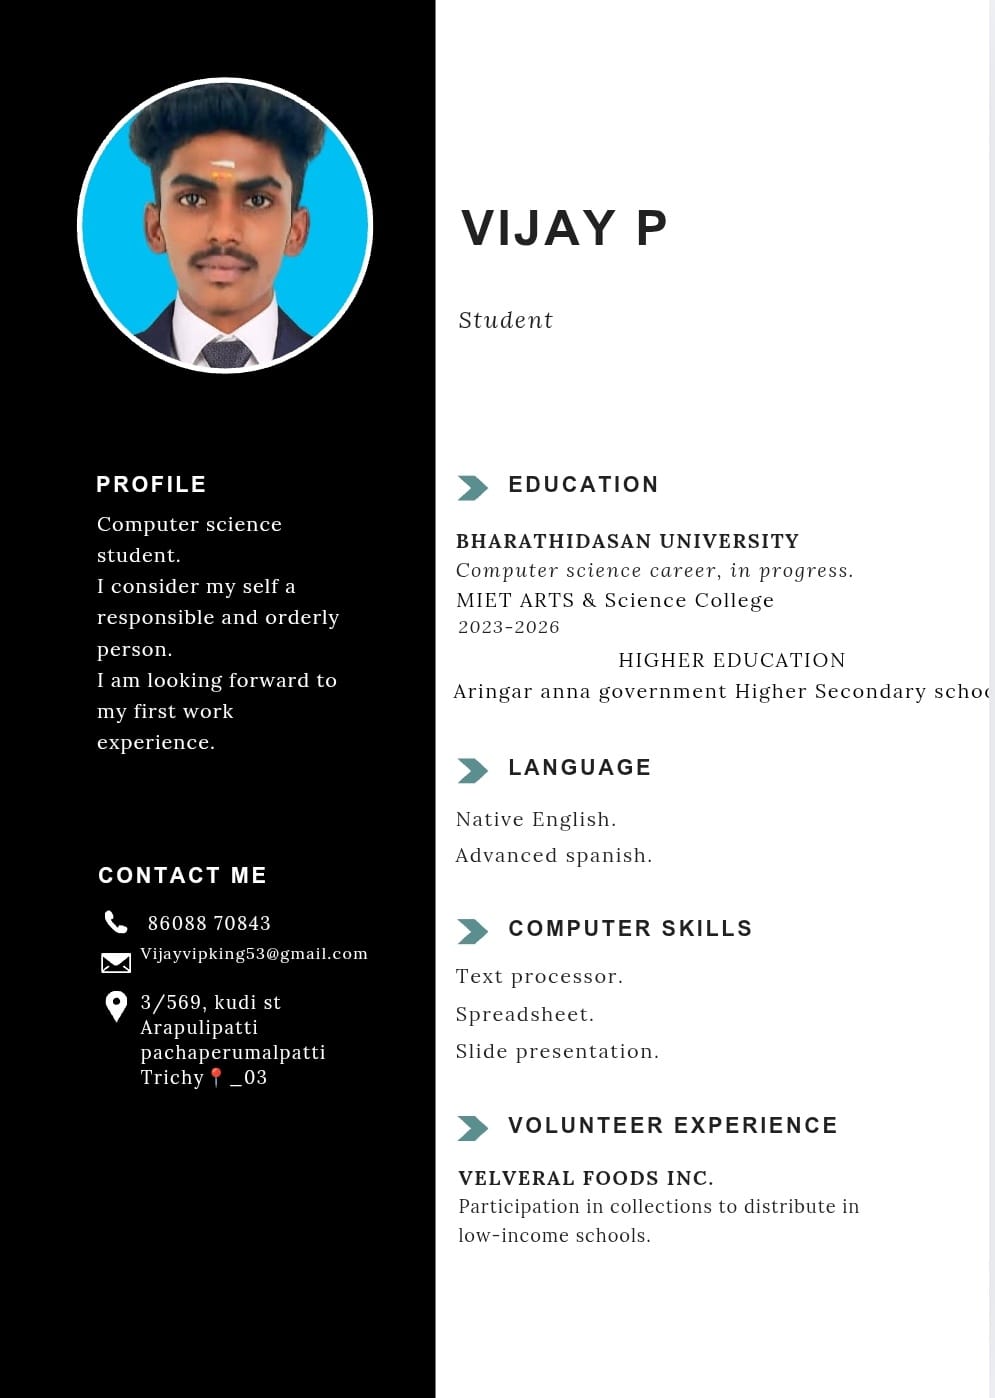 VIJAY P
Student
PROFILE
Computer science
student.
I consider my self a
responsible and orderly
person.
I am looking forward to
my first work
experience.
CONTACT ME
86088 70843
Vijayvipking53@gmail.com
3/569, kudi st
Arapulipatti
pachaperumalpatti
Trichy📍_03
EDUCATION
BHARATHIDASAN UNIVERSITY
Computer science career, in progress.
MIET ARTS & Science College
2023-2026
HIGHER EDUCATION
Aringar anna government Higher Secondary schoo
LANGUAGE
Native English.
Advanced spanish.
COMPUTER SKILLS
Text processor.
Spreadsheet.
Slide presentation.
VOLUNTEER EXPERIENCE
VELVERAL FOODS INC.
Participation in collections to distribute in
low-income schools.